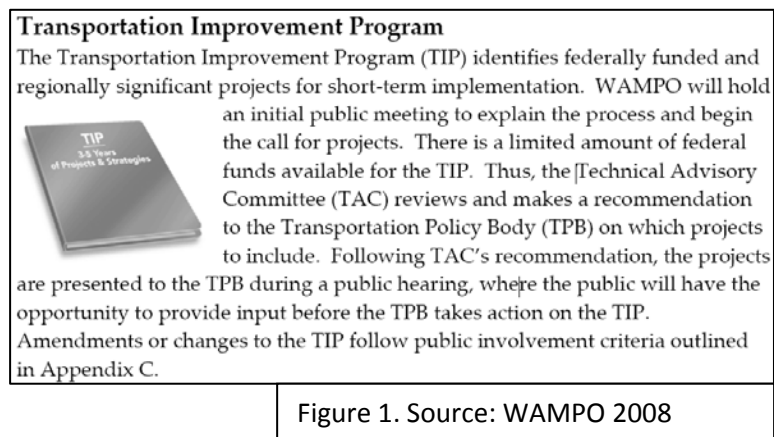 Transportation Improvement Program
The Transportation Improvement Program (TIP) identifies federally funded and
regionally significant projects for short-term implementation. WAMPO will hold
an initial public meeting to explain the process and begin
the call for projects. There is a limited amount of federal
funds available for the TIP. Thus, the Technical Advisory
Committee (TAC) reviews and makes a recommendation
to the Transportation Policy Body (TPB) on which projects
to include. Following TAC's recommendation, the projects
are presented to the TPB during a public hearing, where the public will have the
opportunity to provide input before the TPB takes action on the TIP.
Amendments or changes to the TIP follow public involvement criteria outlined
in Appendix C.
TIP
3-5 Years
of Projects & Strategies
Figure 1. Source: WAMPO 2008